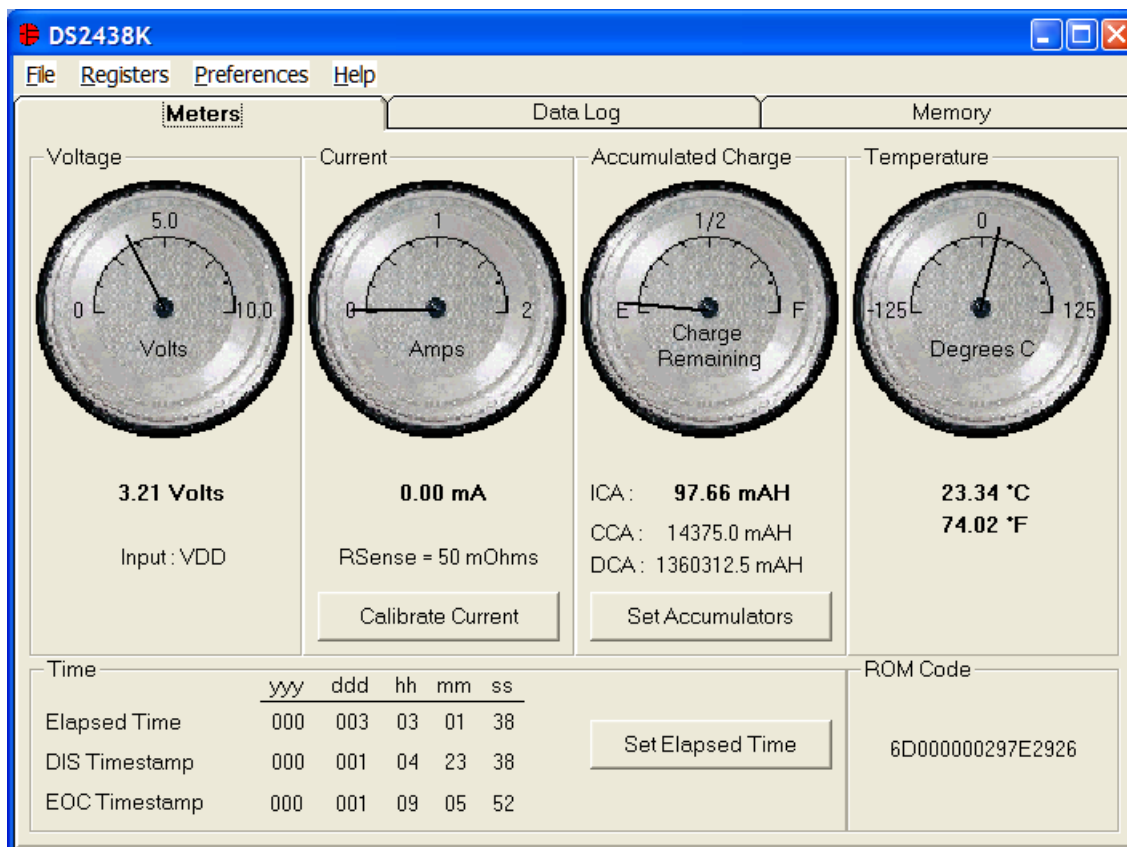 DS2438K
File Registers Preferences Help
Meters Data Log Memory
Voltage
5.0
0 10.0
Volts
3.21 Volts
Input : VDD
Current
1
0 2
Amps
0.00 mA
RSense = 50 mOhms
Calibrate Current
Accumulated Charge
1/2
E F
Charge
Remaining
ICA : 97.66 mAH
CCA : 14375.0 mAH
DCA : 1360312.5 mAH
Set Accumulators
Temperature
0
-125 125
Degrees C
23.34 °C
74.02 °F
Time
yyy ddd hh mm ss
Elapsed Time 000 003 03 01 38
DIS Timestamp 000 001 04 23 38
EOC Timestamp 000 001 09 05 52
Set Elapsed Time
ROM Code
6D000000297E2926